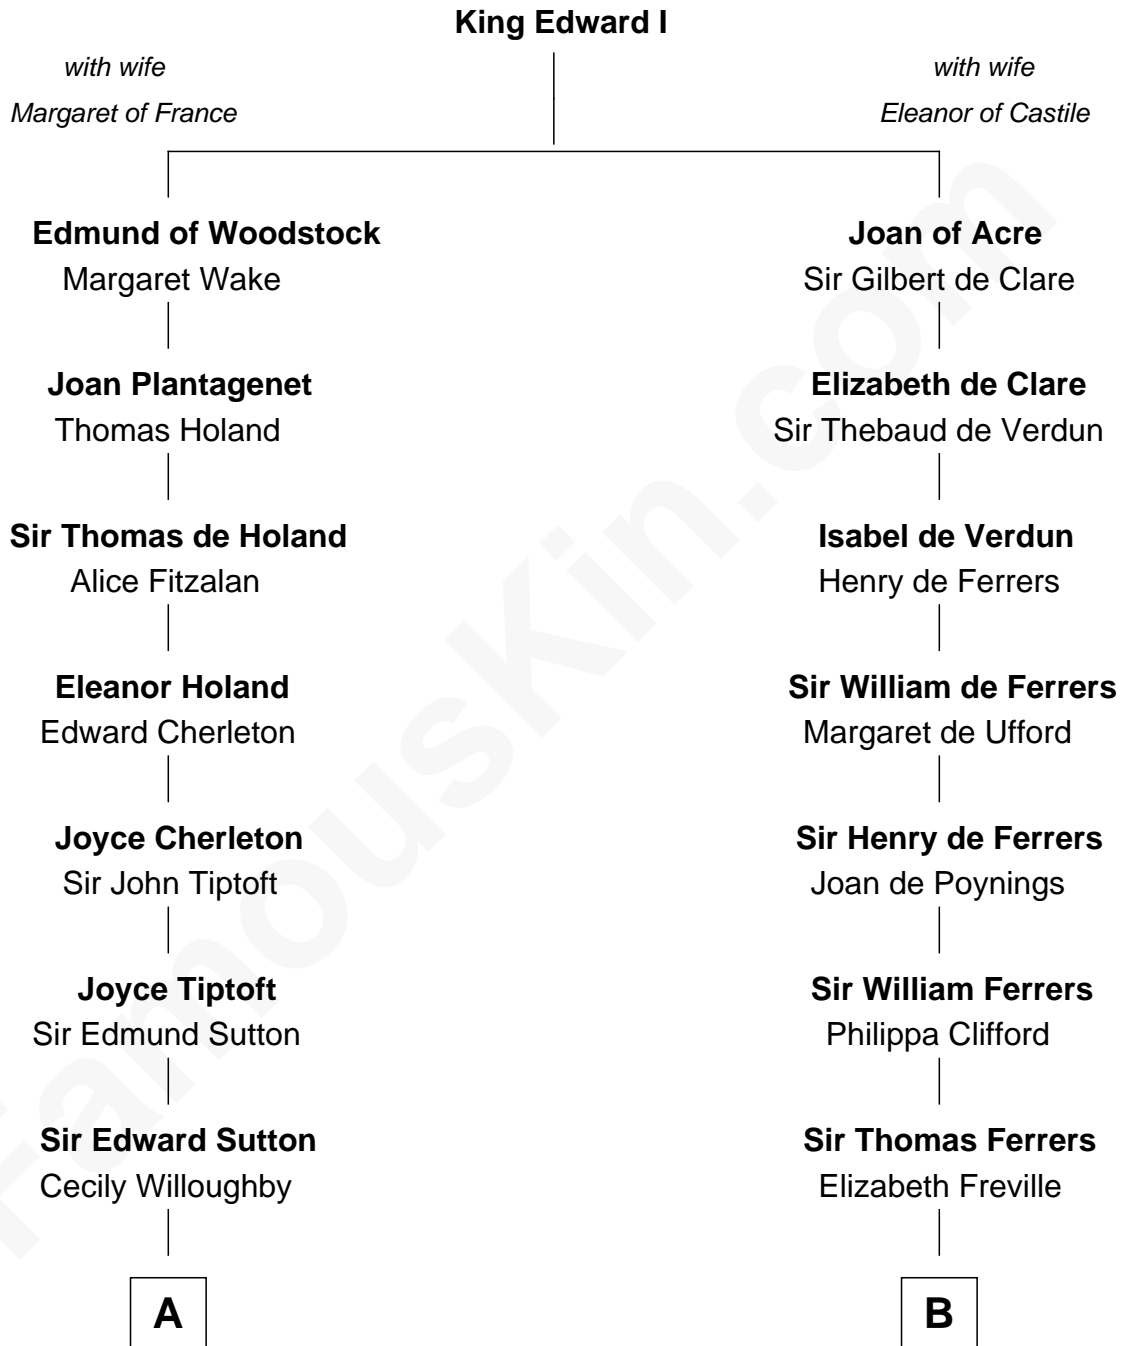 King Edward I
with wife
Margaret of France
with wife
Eleanor of Castile
Edmund of Woodstock
Margaret Wake
Joan of Acre
Sir Gilbert de Clare
Joan Plantagenet
Thomas Holand
Elizabeth de Clare
Sir Thebaud de Verdun
Sir Thomas de Holand
Alice Fitzalan
Isabel de Verdun
Henry de Ferrers
Eleanor Holand
Edward Cherleton
Sir William de Ferrers
Margaret de Ufford
Joyce Cherleton
Sir John Tiptoft
Sir Henry de Ferrers
Joan de Poynings
Joyce Tiptoft
Sir Edmund Sutton
Sir William Ferrers
Philippa Clifford
Sir Edward Sutton
Cecily Willoughby
Sir Thomas Ferrers
Elizabeth Freville
A
B
FamousKin.com